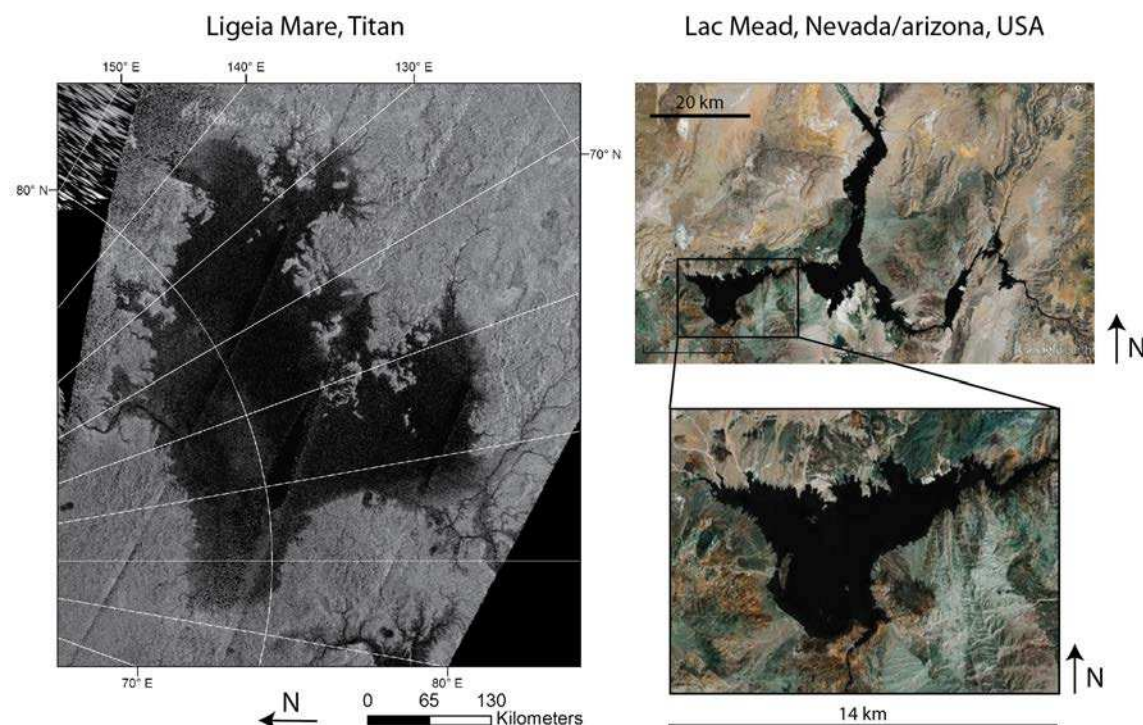 Ligeia Mare, Titan
150° E
140° E
130° E
80° N
70° N
70° E
80° E
N
0 65 130
Kilometers
Lac Mead, Nevada/arizona, USA
20 km
N
N
14 km